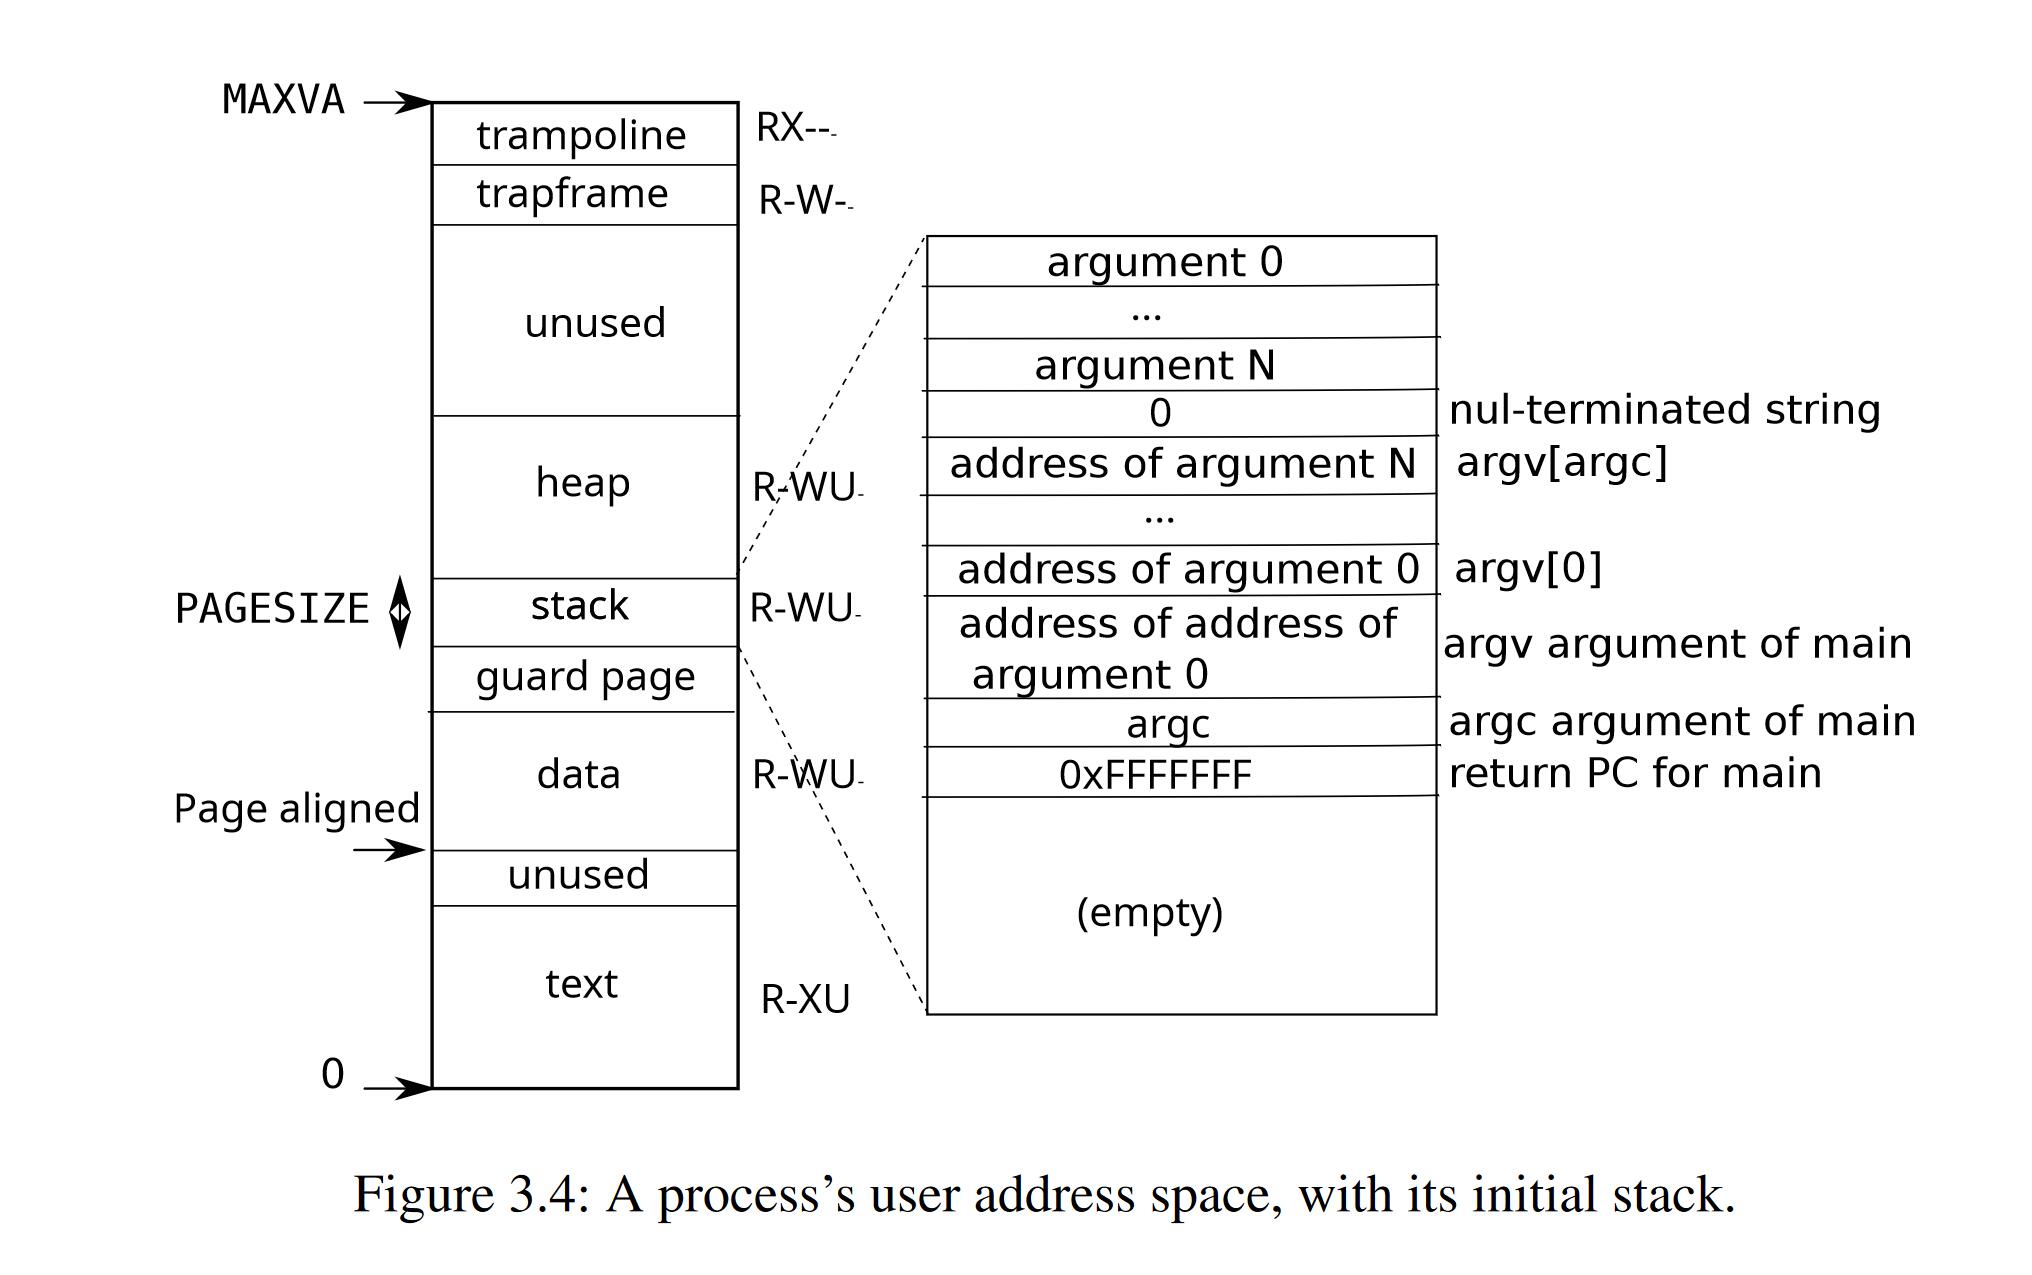 MAXVA
trampoline
RX---
trapframe
R-W--
unused
heap
R-WU-
PAGESIZE
stack
R-WU-
guard page
data
R-WU-
Page aligned
unused
text
R-XU
0
argument 0
...
argument N
0
nul-terminated string
address of argument N
argv[argc]
...
address of argument 0
argv[0]
address of address of
argument 0
argv argument of main
argc
argc argument of main
0xFFFFFFF
return PC for main
(empty)
Figure 3.4: A process’s user address space, with its initial stack.